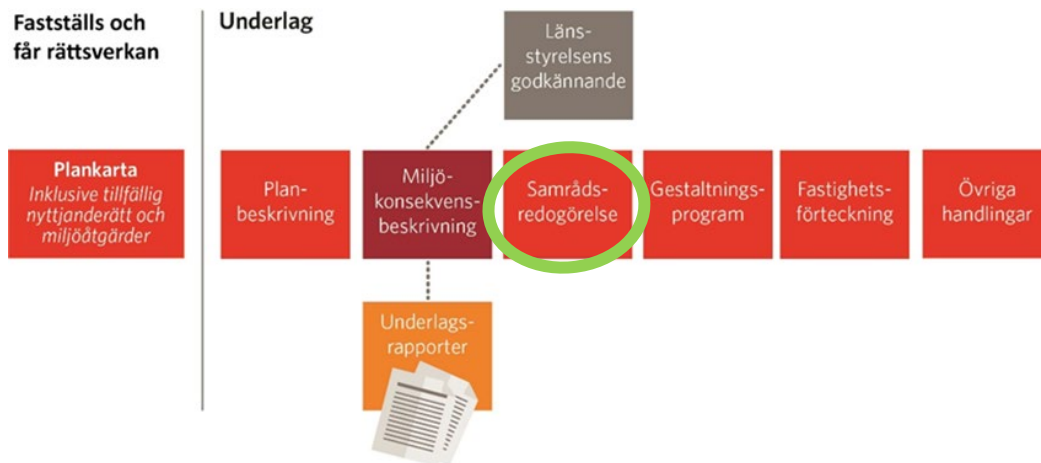 Fastställs och
får rättsverkan
Underlag
Läns-
styrelsens
godkännande
Plankarta
Inklusive tillfällig
nyttjanderätt och
miljöåtgärder
Plan-
beskrivning
Miljö-
konsekvens-
beskrivning
Samråds-
redogörelse
Gestaltnings-
program
Fastighets-
förteckning
Övriga
handlingar
Underlags-
rapporter